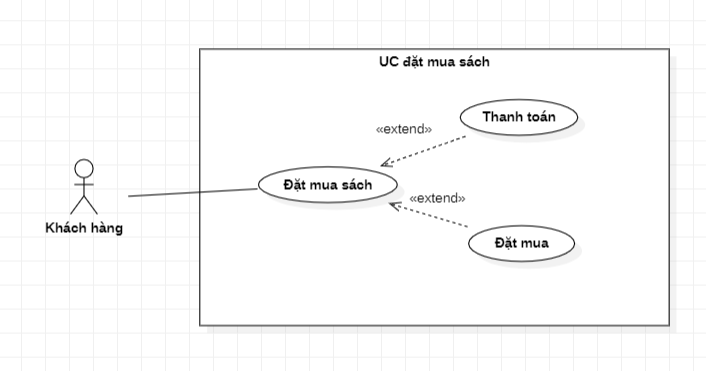 UC đặt mua sách
Thanh toán
«extend»
Đặt mua sách
«extend»
Khách hàng
Đặt mua